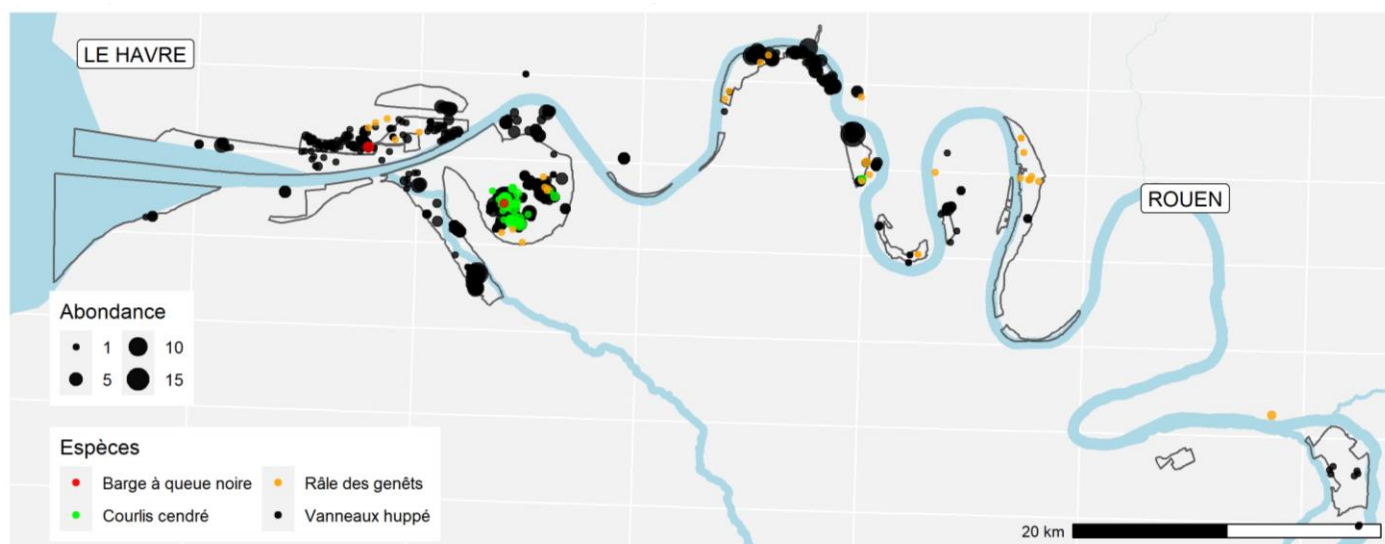 LE HAVRE
ROUEN
Abondance
1 10
5 15
Espèces
Barge à queue noire Râle des genêts
Courlis cendré Vanneaux huppé
20 km